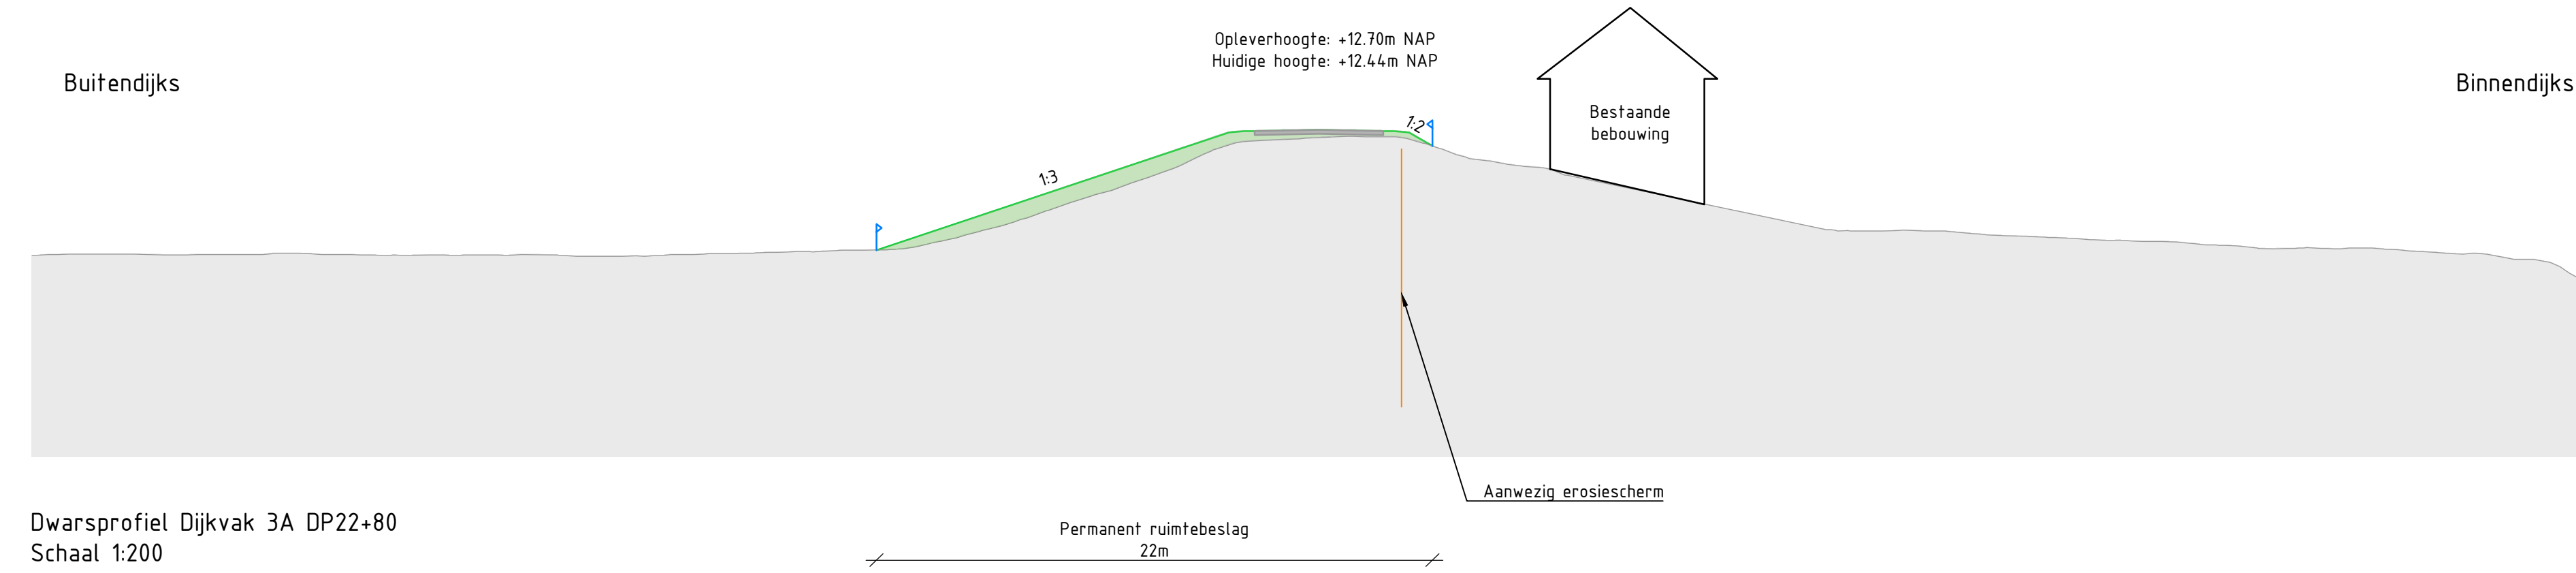 Opleverhoogte: +12.70m NAP
Huidige hoogte: +12.44m NAP
Buitendijks
Binnendijks
Bestaande
bebouwing
1:2
1:3
Aanwezig erosiescherm
Dwarsprofiel Dijkvak 3A DP22+80
Schaal 1:200
Permanent ruimtebeslag
22m